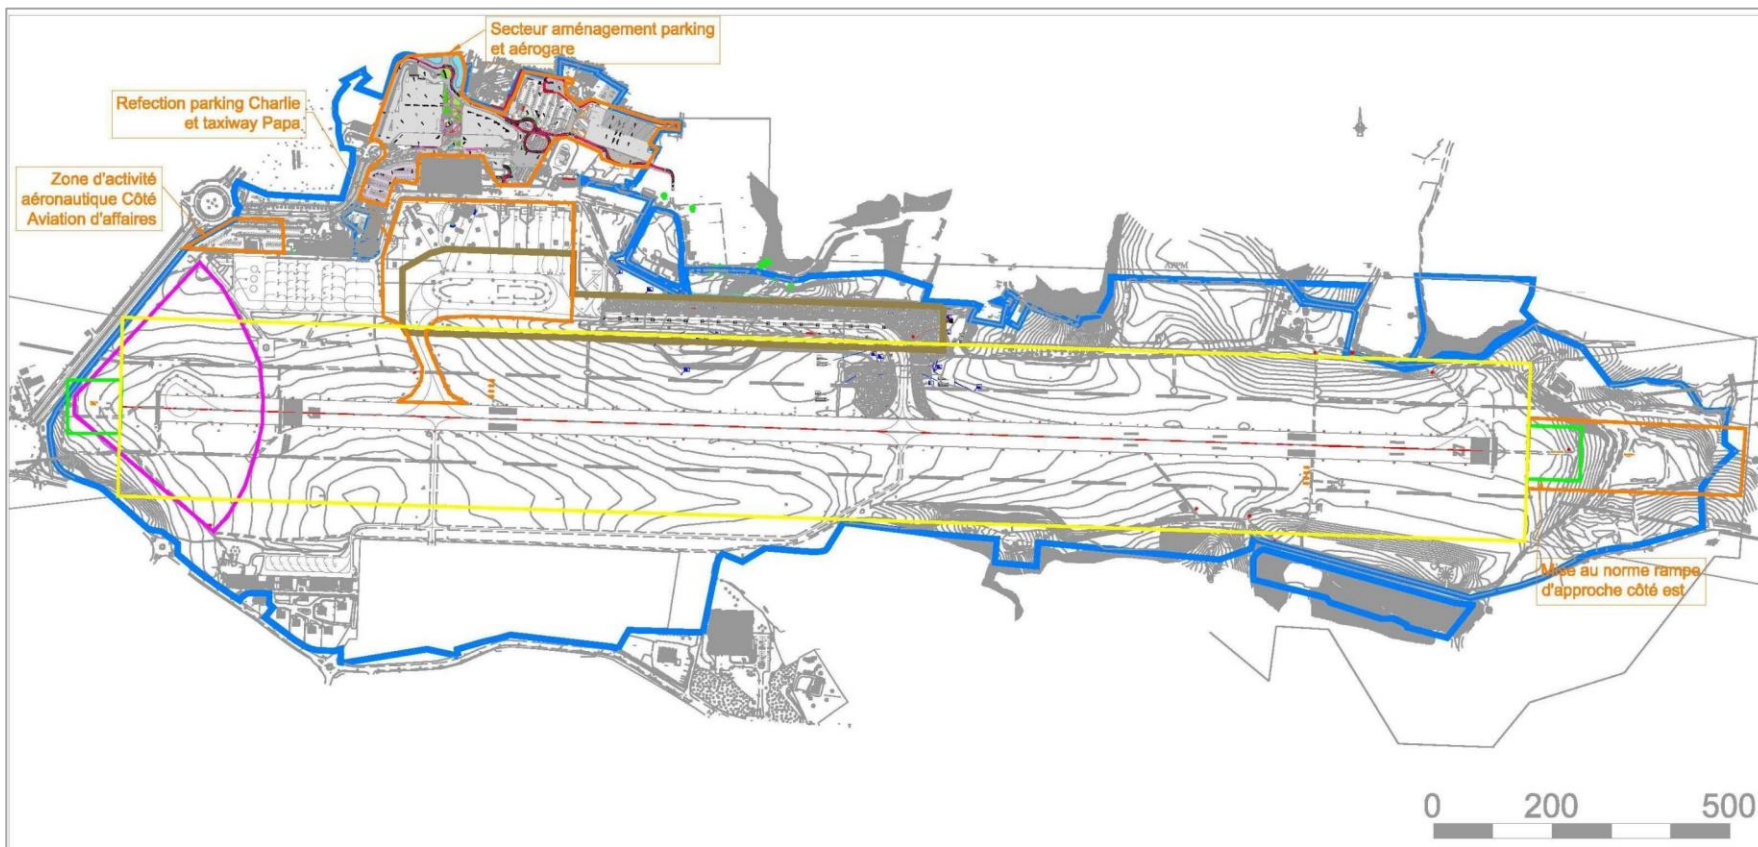 Secteur aménagement parking
et aérogare
Refection parking Charlie
et taxiway Papa
Zone d'activité
aéronautique Côté
Aviation d'affaires
Mise au norme rampe
d'approche côté est
0 200 500